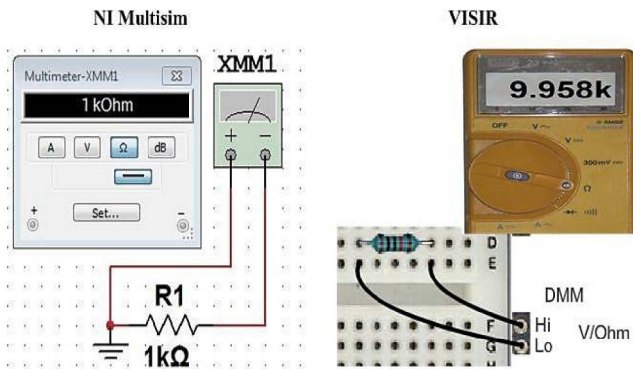 NI Multisim
VISIR
Multimeter-XMM1
1 kOhm
A V Ω dB
+ Set... -
XMM1
+ -
R1
1kΩ
9.958k
OFF V~
V
300mV
Ω
D
E
F
G
H
DMM
Hi
Lo
V/Ohm